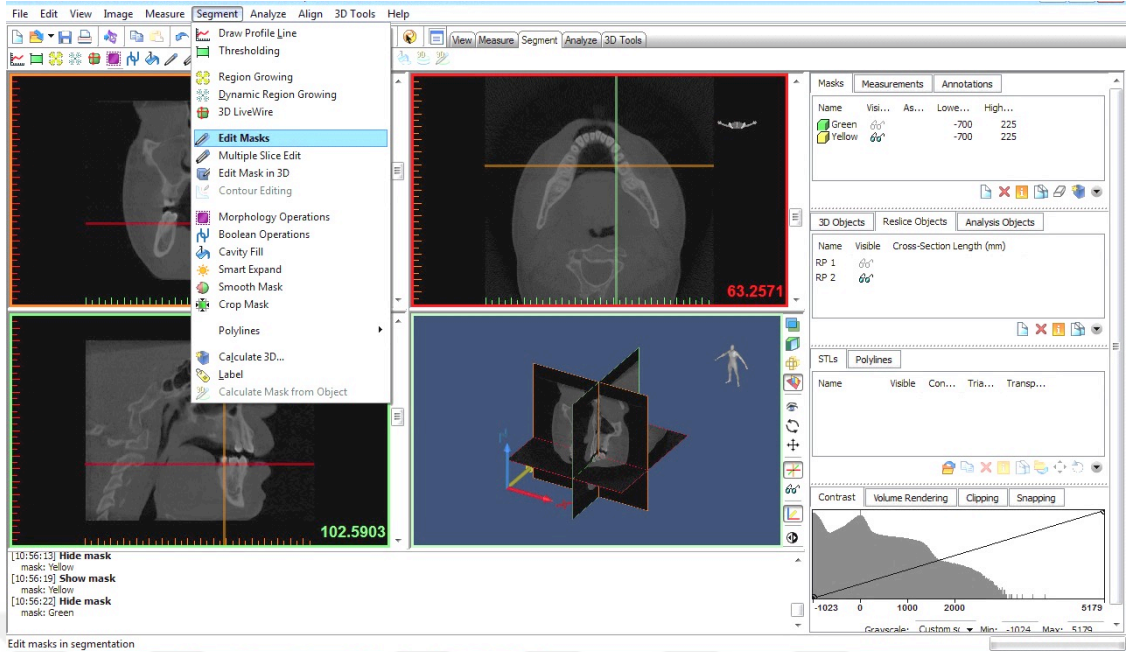 File Edit View Image Measure Segment Analyze Align 3D Tools Help
View Measure Segment Analyze 3D Tools
Draw Profile Line
Thresholding
Region Growing
Dynamic Region Growing
3D LiveWire
Edit Masks
Multiple Slice Edit
Edit Mask in 3D
Contour Editing
Morphology Operations
Boolean Operations
Cavity Fill
Smart Expand
Smooth Mask
Crop Mask
Polylines
Calculate 3D...
Label
Calculate Mask from Object
63.2571
102.5903
Masks Measurements Annotations
Name Visi... As... Lowe... High...
Green -700 225
Yellow -700 225
3D Objects Reslice Objects Analysis Objects
Name Visible Cross-Section Length (mm)
RP 1
RP 2
STLs Polylines
Name Visible Con... Tria... Transp...
Contrast Volume Rendering Clipping Snapping
-1023 0 1000 2000 5179
Grayscale: Custom sc Min: -1024 Max: 5179
[10:56:13] Hide mask
mask: Yellow
[10:56:19] Show mask
mask: Yellow
[10:56:22] Hide mask
mask: Green
Edit masks in segmentation